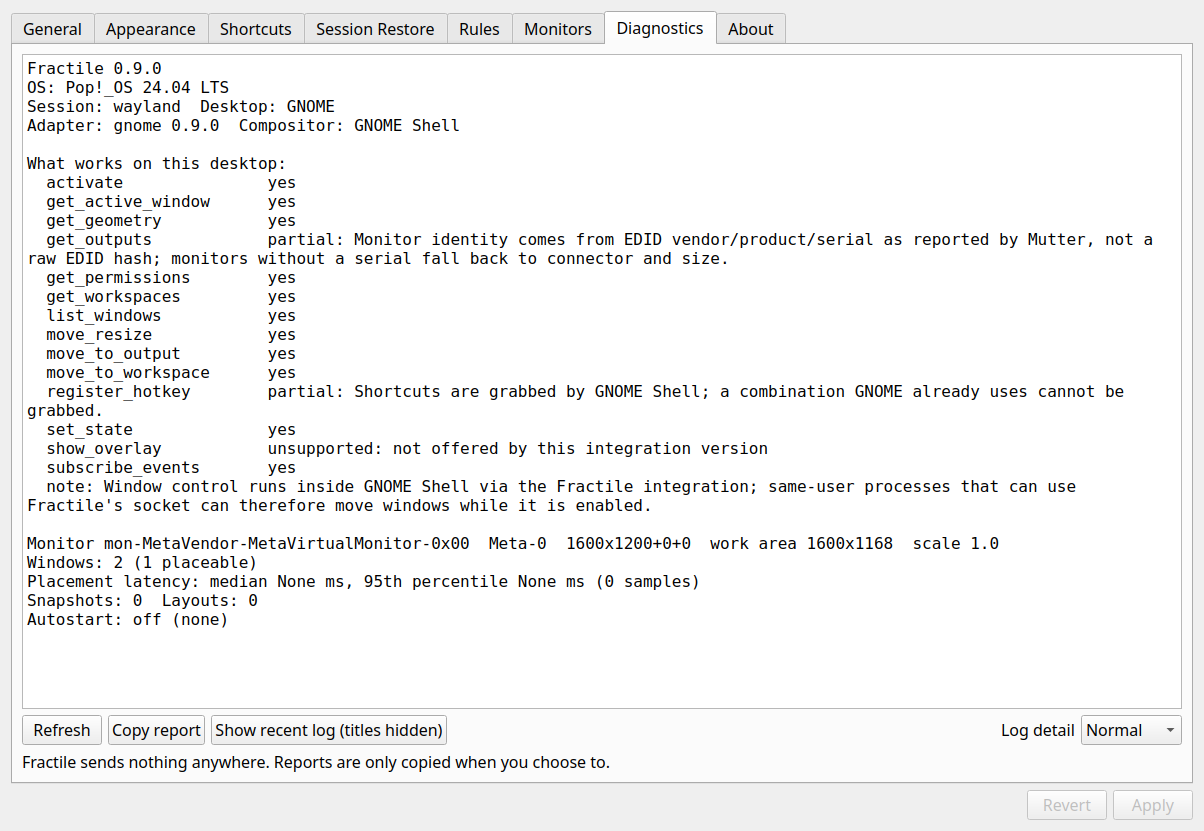 General
Appearance
Shortcuts
Session Restore
Rules
Monitors
Diagnostics
About
Fractile 0.9.0
OS: Pop!_OS 24.04 LTS
Session: wayland  Desktop: GNOME
Adapter: gnome 0.9.0  Compositor: GNOME Shell

What works on this desktop:
  activate               yes
  get_active_window      yes
  get_geometry           yes
  get_outputs            partial: Monitor identity comes from EDID vendor/product/serial as reported by Mutter, not a
raw EDID hash; monitors without a serial fall back to connector and size.
  get_permissions        yes
  get_workspaces         yes
  list_windows           yes
  move_resize            yes
  move_to_output         yes
  move_to_workspace      yes
  register_hotkey        partial: Shortcuts are grabbed by GNOME Shell; a combination GNOME already uses cannot be
grabbed.
  set_state              yes
  show_overlay           unsupported: not offered by this integration version
  subscribe_events       yes
  note: Window control runs inside GNOME Shell via the Fractile integration; same-user processes that can use
Fractile's socket can therefore move windows while it is enabled.

Monitor mon-MetaVendor-MetaVirtualMonitor-0x00  Meta-0  1600x1200+0+0  work area 1600x1168  scale 1.0
Windows: 2 (1 placeable)
Placement latency: median None ms, 95th percentile None ms (0 samples)
Snapshots: 0  Layouts: 0
Autostart: off (none)
Refresh
Copy report
Show recent log (titles hidden)
Log detail
Normal
Fractile sends nothing anywhere. Reports are only copied when you choose to.
Revert
Apply